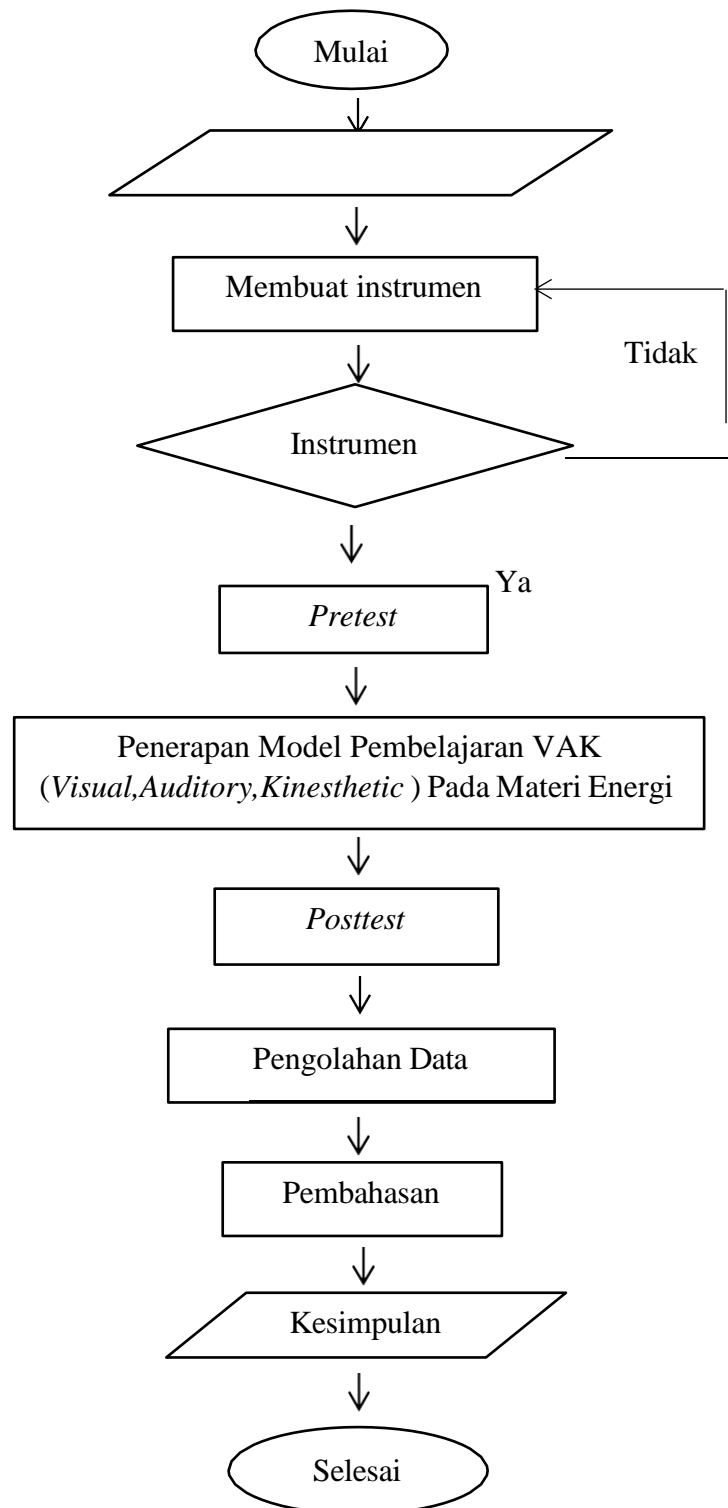 Mulai
Membuat instrumen
Tidak
Instrumen
Ya
Pretest
Penerapan Model Pembelajaran VAK
(Visual,Auditory,Kinesthetic ) Pada Materi Energi
Posttest
Pengolahan Data
Pembahasan
Kesimpulan
Selesai